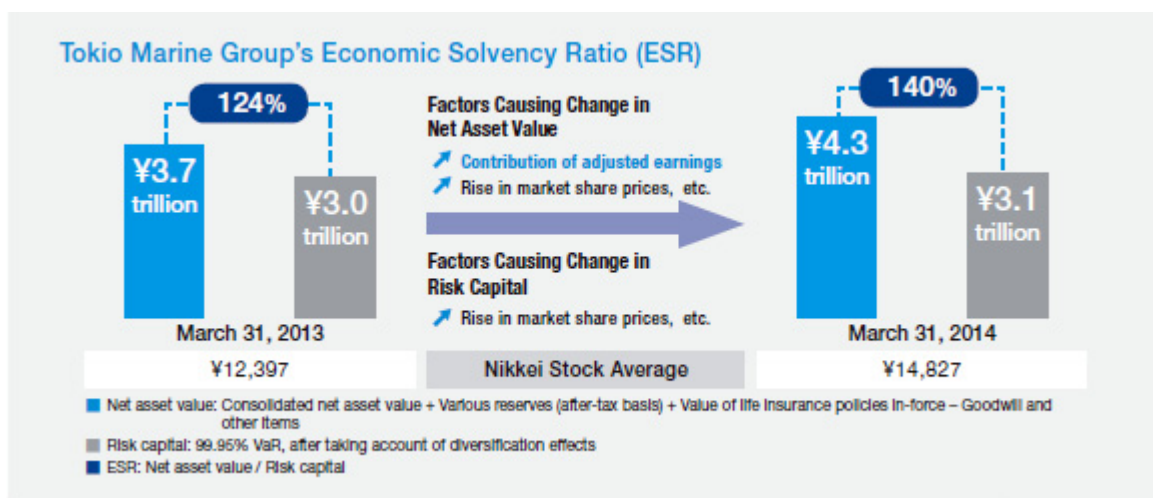 Tokio Marine Group's Economic Solvency Ratio (ESR)
124%
¥3.7
trillion
¥3.0
trillion
March 31, 2013
¥12,397
Factors Causing Change in
Net Asset Value
Contribution of adjusted earnings
Rise in market share prices, etc.
Factors Causing Change in
Risk Capital
Rise in market share prices, etc.
Nikkei Stock Average
140%
¥4.3
trillion
¥3.1
trillion
March 31, 2014
¥14,827
Net asset value: Consolidated net asset value + Various reserves (after-tax basis) + Value of life insurance policies in-force – Goodwill and
other items
Risk capital: 99.95% VaR, after taking account of diversification effects
ESR: Net asset value / Risk capital